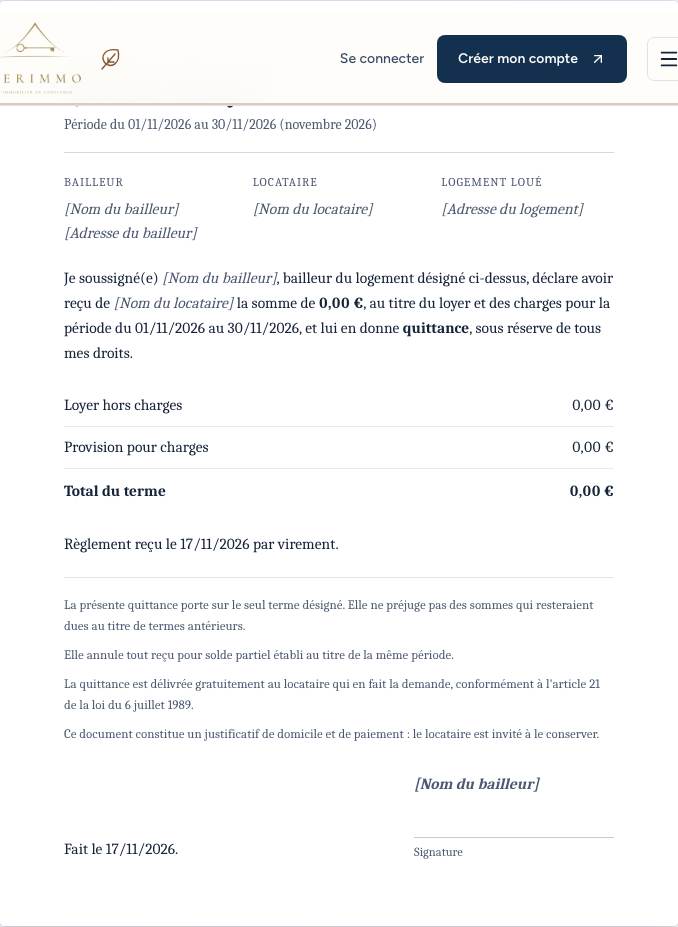 ERIMMO
Se connecter
Créer mon compte
Période du 01/11/2026 au 30/11/2026 (novembre 2026)
BAILLEUR
LOCATAIRE
LOGEMENT LOUÉ
[Nom du bailleur]
[Nom du locataire]
[Adresse du logement]
[Adresse du bailleur]
Je soussigné(e) [Nom du bailleur], bailleur du logement désigné ci-dessus, déclare avoir
reçu de [Nom du locataire] la somme de 0,00 €, au titre du loyer et des charges pour la
période du 01/11/2026 au 30/11/2026, et lui en donne quittance, sous réserve de tous
mes droits.
Loyer hors charges 0,00 €
Provision pour charges 0,00 €
Total du terme 0,00 €
Règlement reçu le 17/11/2026 par virement.
La présente quittance porte sur le seul terme désigné. Elle ne préjuge pas des sommes qui resteraient
dues au titre de termes antérieurs.
Elle annule tout reçu pour solde partiel établi au titre de la même période.
La quittance est délivrée gratuitement au locataire qui en fait la demande, conformément à l'article 21
de la loi du 6 juillet 1989.
Ce document constitue un justificatif de domicile et de paiement : le locataire est invité à le conserver.
[Nom du bailleur]
Fait le 17/11/2026.
Signature